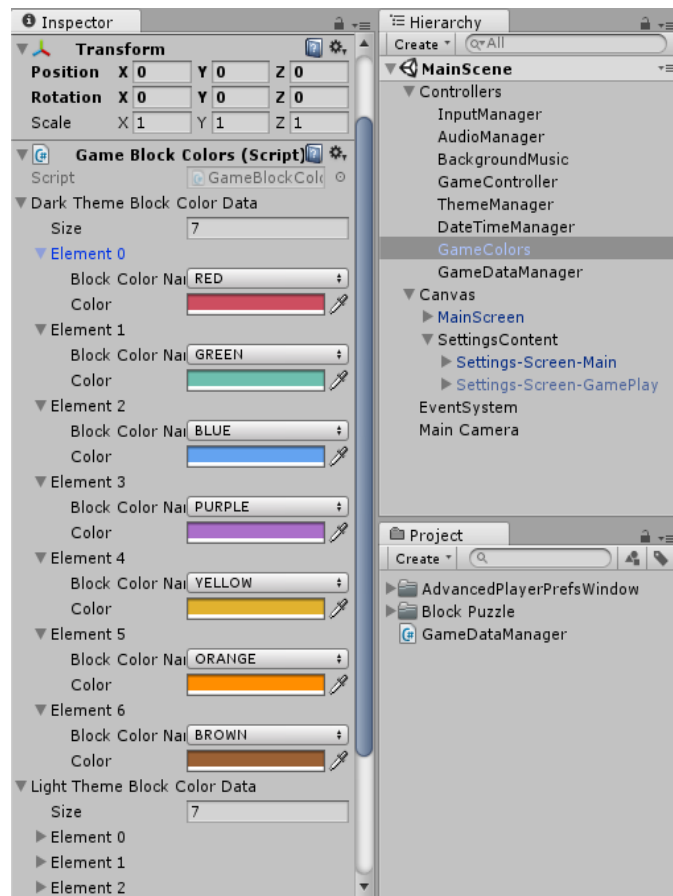 Inspector
Transform
Position X 0 Y 0 Z 0
Rotation X 0 Y 0 Z 0
Scale X 1 Y 1 Z 1
Game Block Colors (Script)
Script GameBlockColo
Dark Theme Block Color Data
Size 7
Element 0
Block Color Nai RED
Color
Element 1
Block Color Nai GREEN
Color
Element 2
Block Color Nai BLUE
Color
Element 3
Block Color Nai PURPLE
Color
Element 4
Block Color Nai YELLOW
Color
Element 5
Block Color Nai ORANGE
Color
Element 6
Block Color Nai BROWN
Color
Light Theme Block Color Data
Size 7
Element 0
Element 1
Element 2
Hierarchy
Create All
MainScene
Controllers
InputManager
AudioManager
BackgroundMusic
GameController
ThemeManager
DateTimeManager
GameColors
GameDataManager
Canvas
MainScreen
SettingsContent
Settings-Screen-Main
Settings-Screen-GamePlay
EventSystem
Main Camera
Project
Create
AdvancedPlayerPrefsWindow
Block Puzzle
GameDataManager